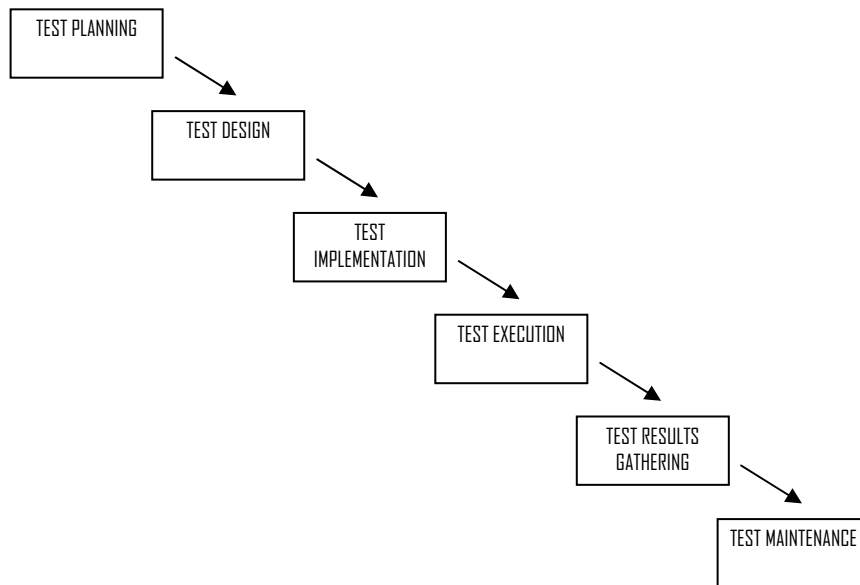 TEST PLANNING
TEST DESIGN
TEST
IMPLEMENTATION
TEST EXECUTION
TEST RESULTS
GATHERING
TEST MAINTENANCE